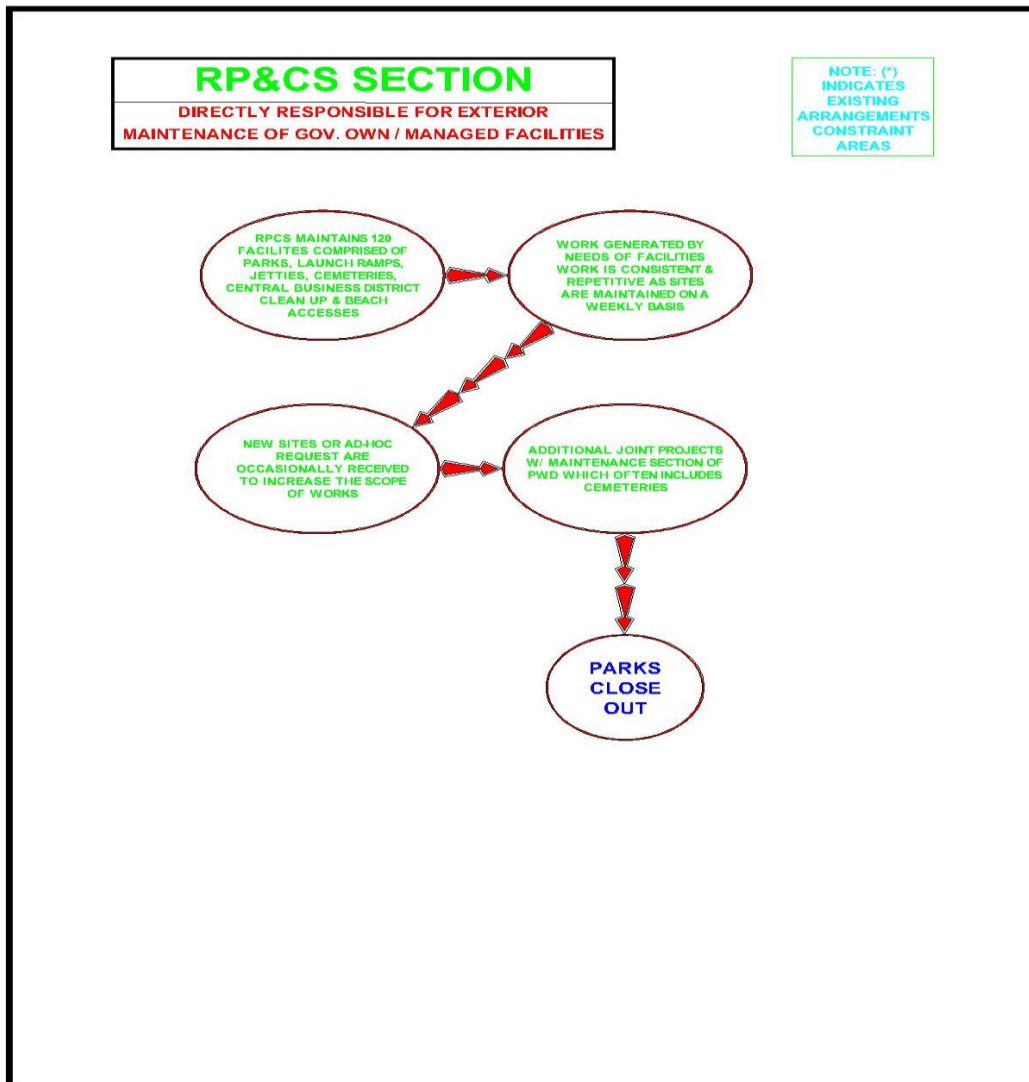 RP&CS SECTION
DIRECTLY RESPONSIBLE FOR EXTERIOR
MAINTENANCE OF GOV. OWN / MANAGED FACILITIES
NOTE: (*)
INDICATES
EXISTING
ARRANGEMENTS
CONSTRAINT
AREAS
RPCS MAINTAINS 120
FACILITES COMPRISED OF
PARKS, LAUNCH RAMPS,
JETTIES, CEMETERIES,
CENTRAL BUSINESS DISTRICT
CLEAN UP & BEACH
ACCESSES
WORK GENERATED BY
NEEDS OF FACILITIES
WORK IS CONSISTENT &
REPETITIVE AS SITES
ARE MAINTAINED ON A
WEEKLY BASIS
NEW SITES OR AD-HOC
REQUEST ARE
OCCASIONALLY RECEIVED
TO INCREASE THE SCOPE
OF WORKS
ADDITIONAL JOINT PROJECTS
W/ MAINTENANCE SECTION OF
PWD WHICH OFTEN INCLUDES
CEMETERIES
PARKS
CLOSE
OUT